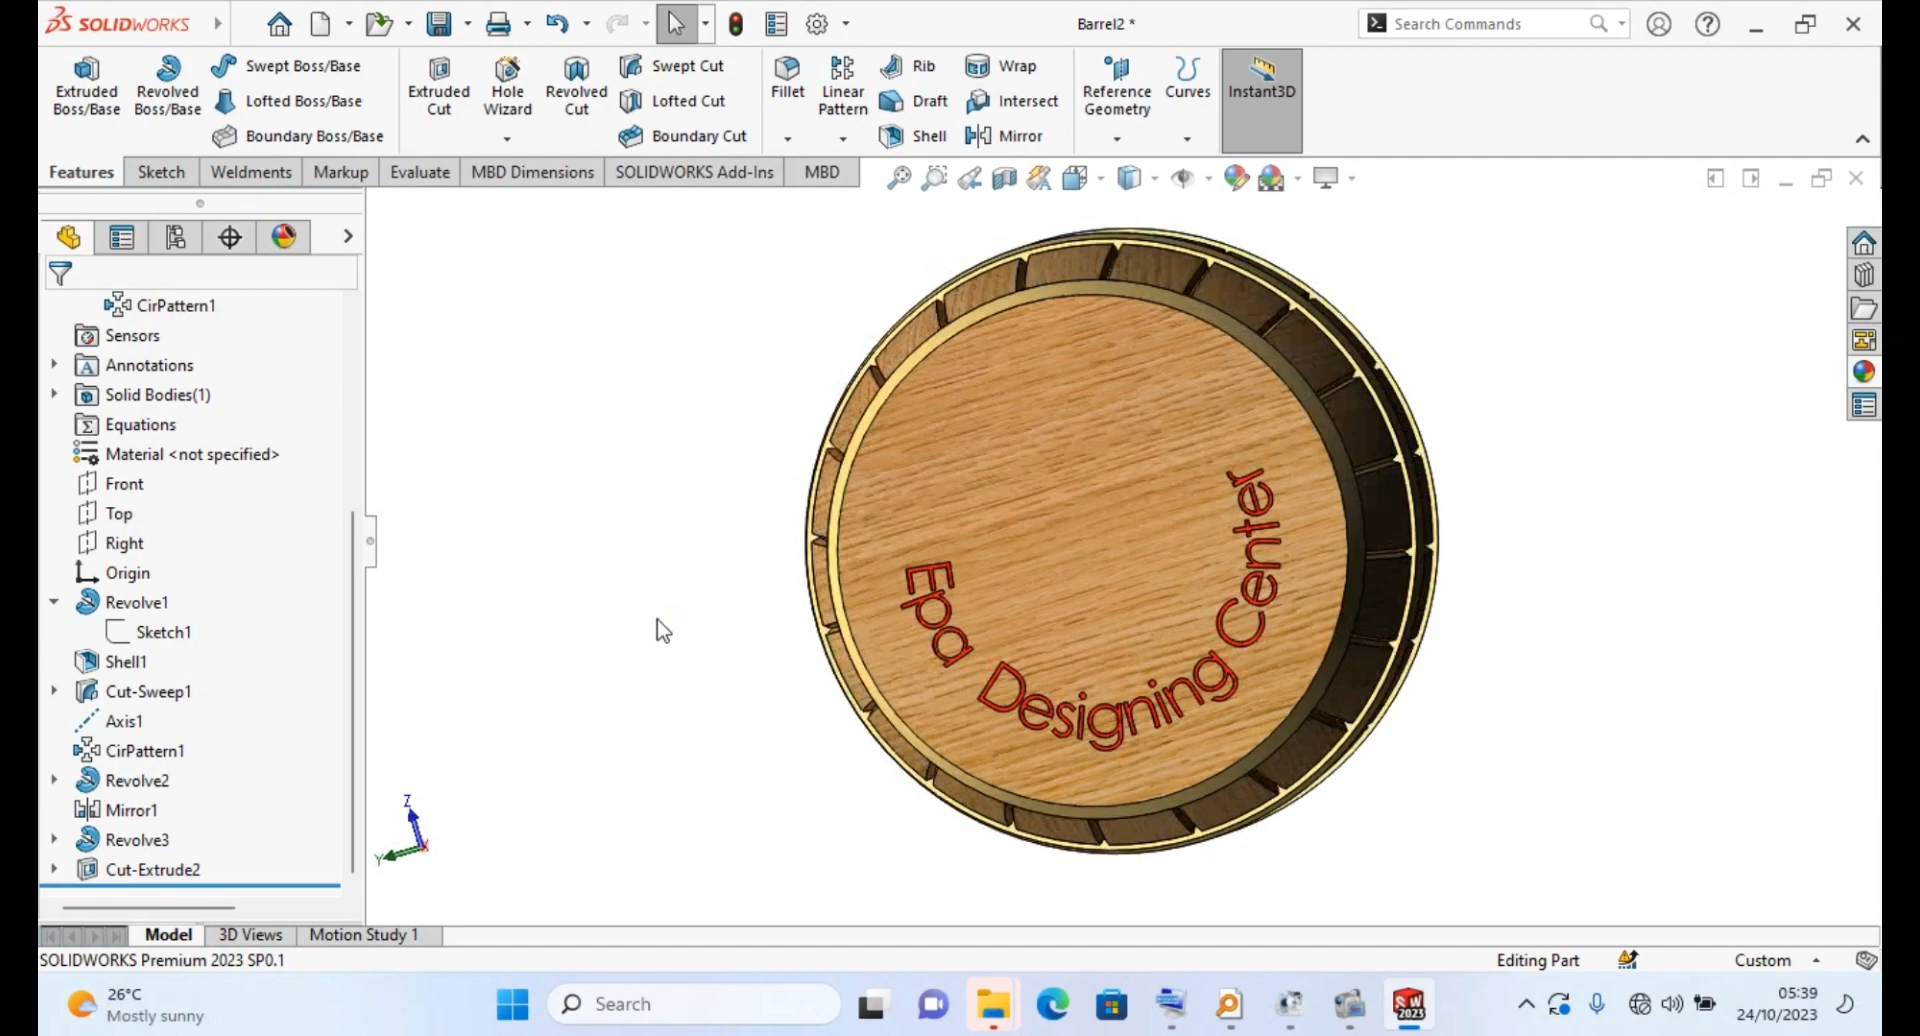 SOLIDWORKS
Barrel2 *
Search Commands
Extruded Boss/Base
Revolved Boss/Base
Swept Boss/Base
Lofted Boss/Base
Boundary Boss/Base
Extruded Cut
Hole Wizard
Revolved Cut
Swept Cut
Lofted Cut
Boundary Cut
Fillet
Linear Pattern
Rib
Draft
Shell
Wrap
Intersect
Mirror
Reference Geometry
Curves
Instant3D
Features
Sketch
Weldments
Markup
Evaluate
MBD Dimensions
SOLIDWORKS Add-Ins
MBD
CirPattern1
Sensors
Annotations
Solid Bodies(1)
Equations
Material <not specified>
Front
Top
Right
Origin
Revolve1
Sketch1
Shell1
Cut-Sweep1
Axis1
CirPattern1
Revolve2
Mirror1
Revolve3
Cut-Extrude2
Epa Designing Center
Z
Y
X
Model
3D Views
Motion Study 1
SOLIDWORKS Premium 2023 SP0.1
Editing Part
Custom
26°C
Mostly sunny
Search
SW
2023
05:39
24/10/2023